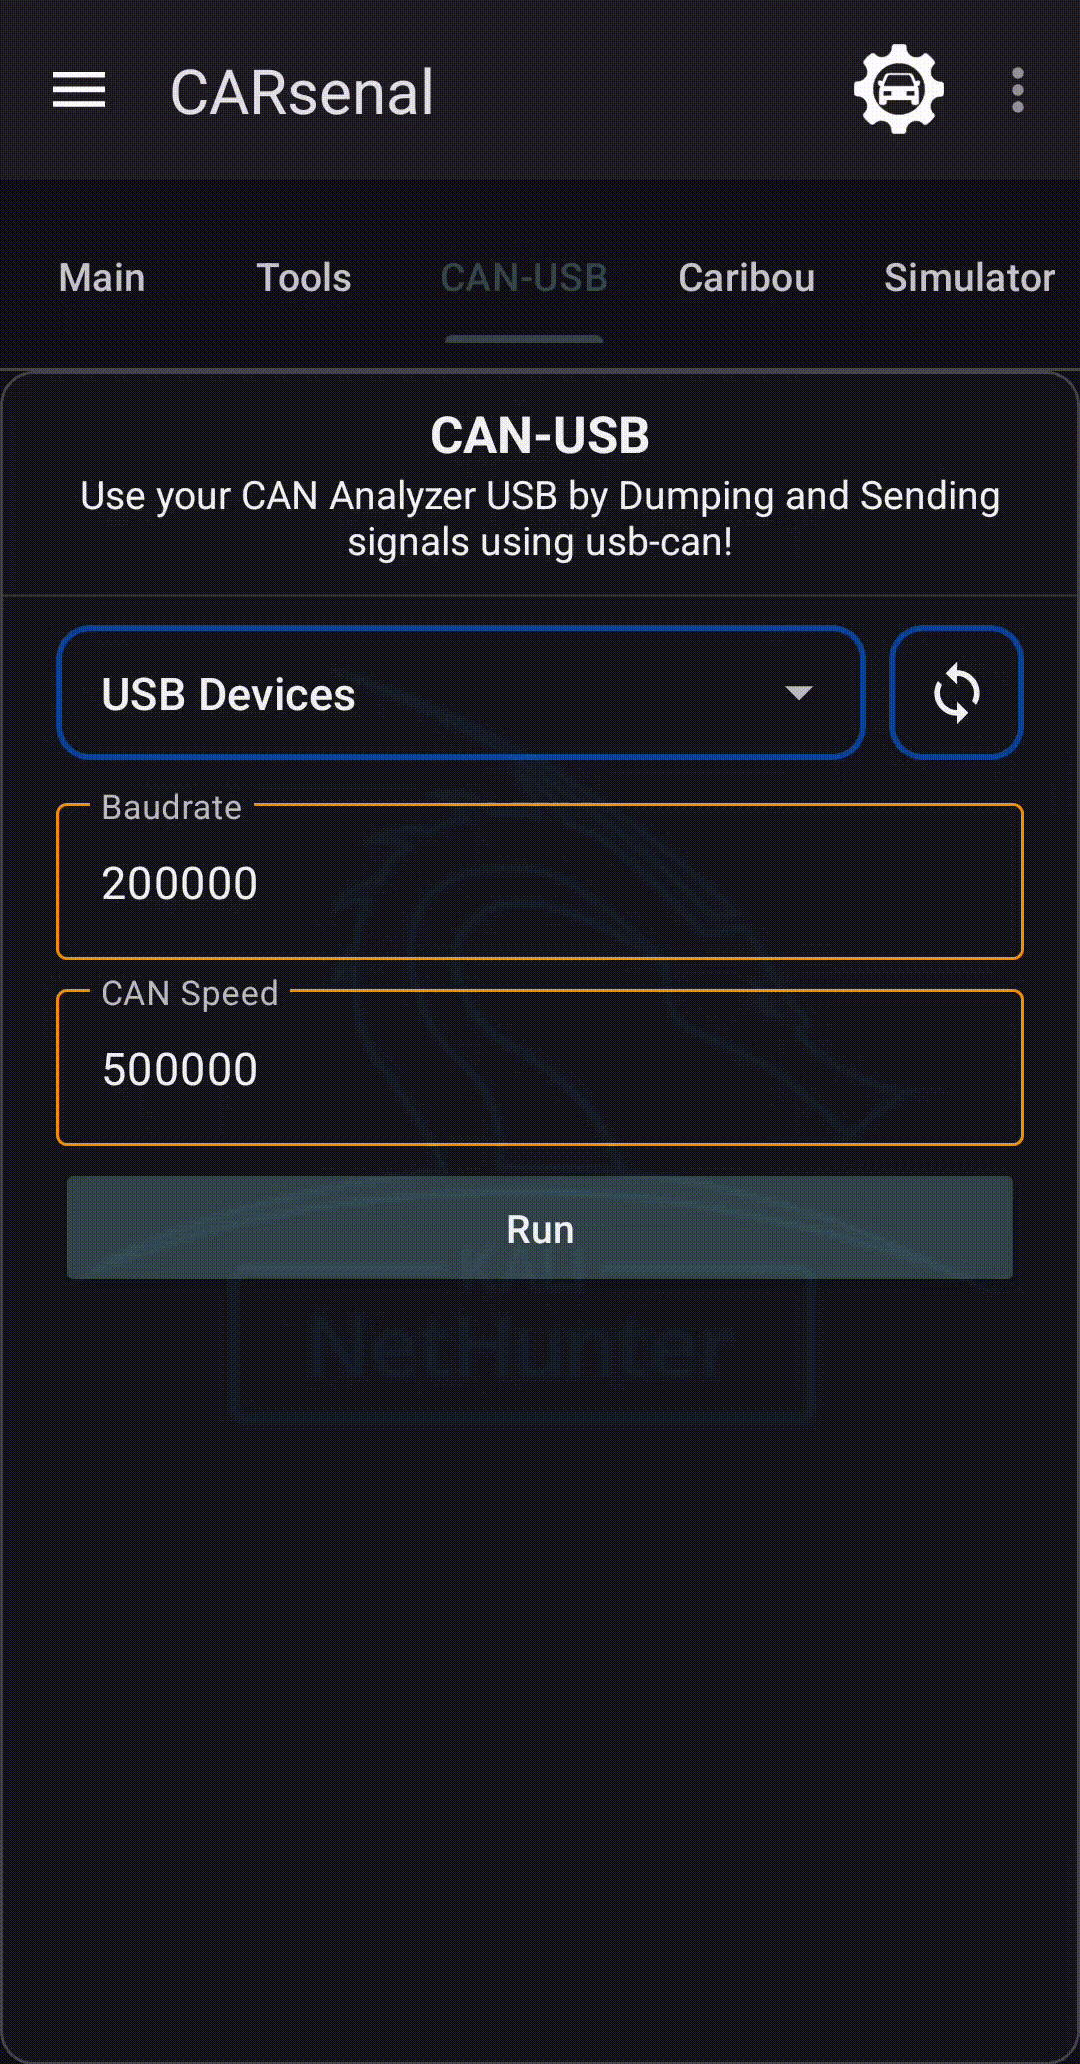 CARsenal
Main Tools CAN-USB Caribou Simulator
CAN-USB
Use your CAN Analyzer USB by Dumping and Sending
signals using usb-can!
USB Devices
Baudrate
200000
CAN Speed
500000
Run
KALI
NetHunter